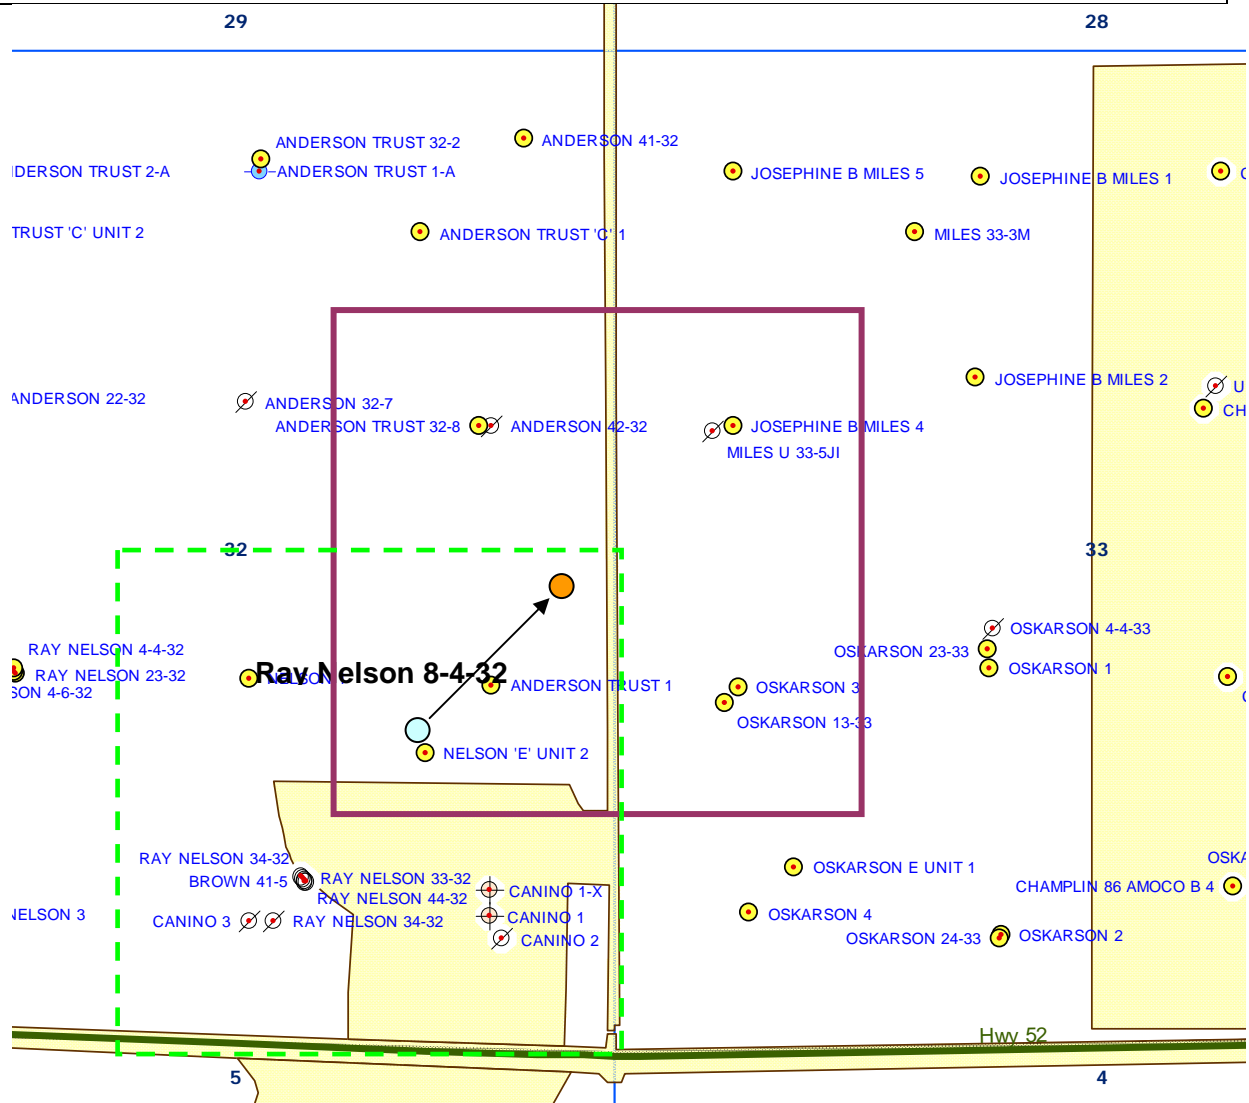 29
28
ANDERSON TRUST 32-2
ANDERSON 41-32
NDERSON TRUST 2-A
ANDERSON TRUST 1-A
JOSEPHINE B MILES 5
JOSEPHINE B MILES 1
TRUST 'C' UNIT 2
ANDERSON TRUST 'C' 1
MILES 33-3M
JOSEPHINE B MILES 2
U
ANDERSON 22-32
ANDERSON 32-7
CH
ANDERSON TRUST 32-8
ANDERSON 42-32
JOSEPHINE B MILES 4
MILES U 33-5JI
32
33
OSKARSON 4-4-33
RAY NELSON 4-4-32
OSKARSON 23-33
RAY NELSON 23-32
NELSON
Ray Nelson 8-4-32
OSKARSON 1
SON 4-6-32
ANDERSON TRUST 1
OSKARSON 3
OSKARSON 13-33
NELSON 'E' UNIT 2
RAY NELSON 34-32
OSKA
BROWN 41-5
RAY NELSON 33-32
OSKARSON E UNIT 1
RAY NELSON 44-32
CANINO 1-X
CHAMPLIN 86 AMOCO B 4
NELSON 3
CANINO 3
RAY NELSON 34-32
CANINO 1
OSKARSON 4
CANINO 2
OSKARSON 24-33
OSKARSON 2
Hwy 52
5
4